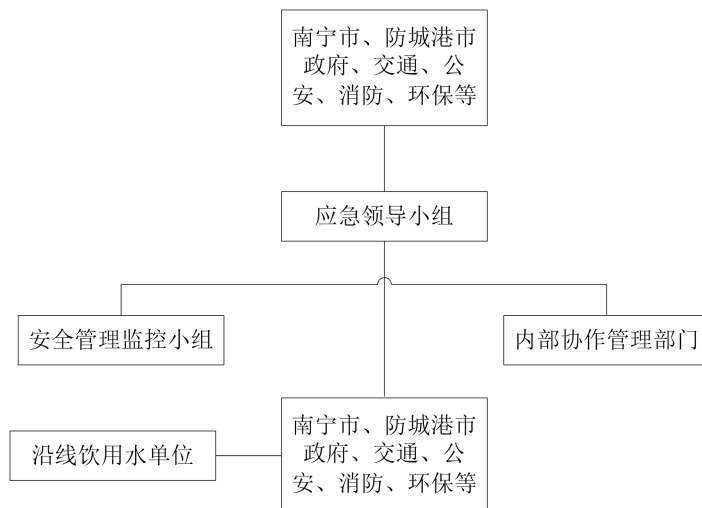 南宁市、防城港市
政府、交通、公
安、消防、环保等
应急领导小组
安全管理监控小组
内部协作管理部门
南宁市、防城港市
政府、交通、公
安、消防、环保等
沿线饮用水单位